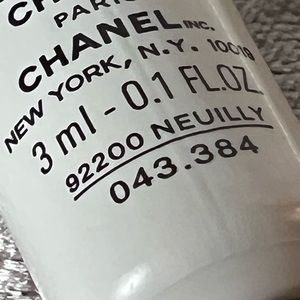 PARIS
CHANEL INC.
NEW YORK, N.Y. 10019
3 ml - 0.1 FL.OZ.
92200 NEUILLY
043.384